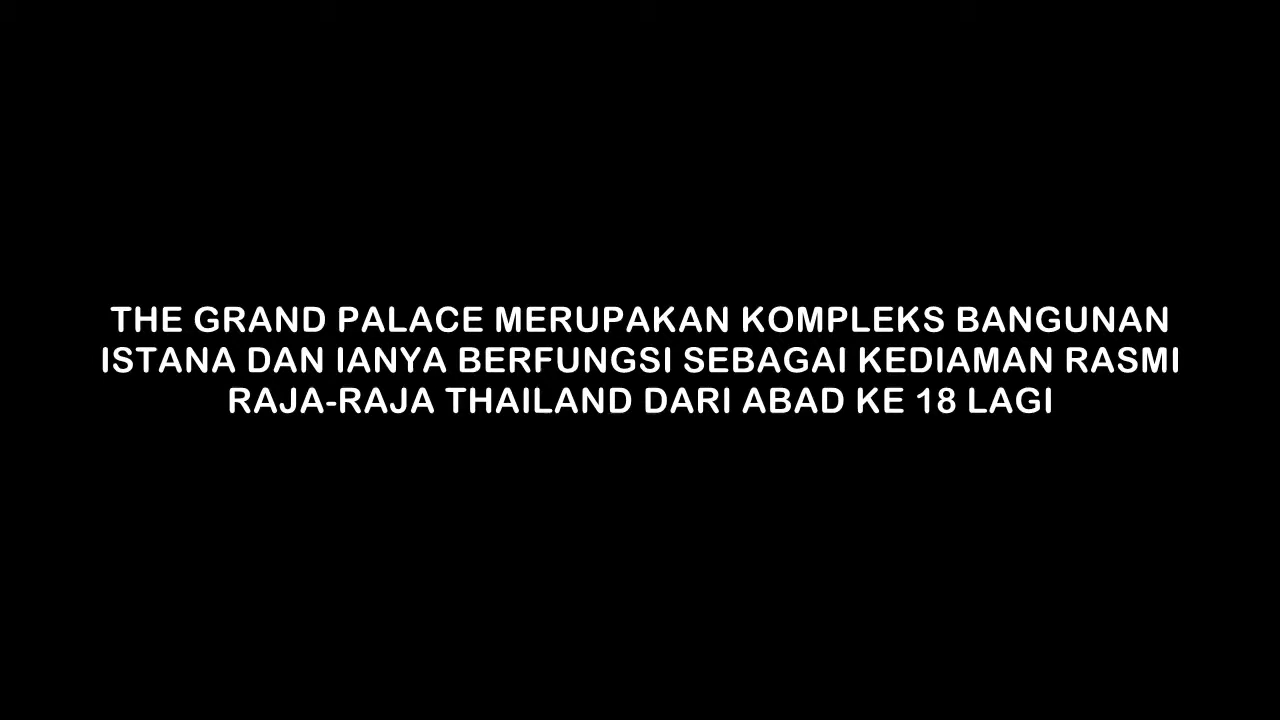 THE GRAND PALACE MERUPAKAN KOMPLEKS BANGUNAN
ISTANA DAN IANYA BERFUNGSI SEBAGAI KEDIAMAN RASMI
RAJA-RAJA THAILAND DARI ABAD KE 18 LAGI